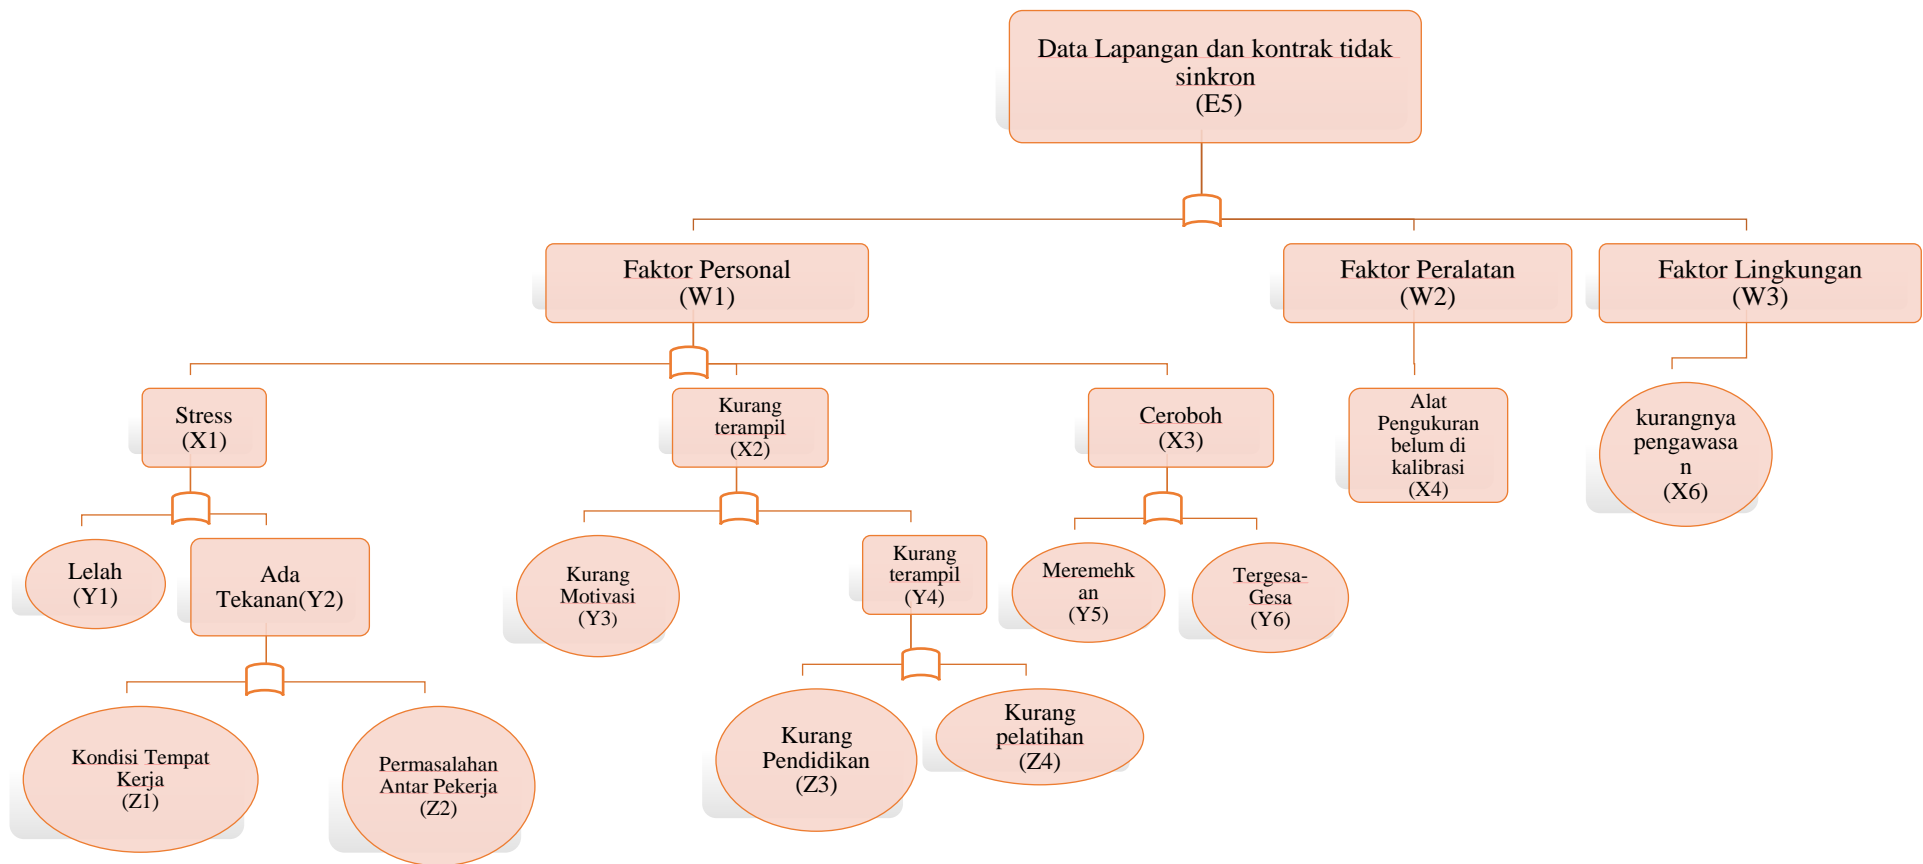 Data Lapangan dan kontrak tidak
sinkron
(E5)
Faktor Personal
(W1)
Faktor Peralatan
(W2)
Faktor Lingkungan
(W3)
Stress
(X1)
Kurang
terampil
(X2)
Ceroboh
(X3)
Alat
Pengukuran
belum di
kalibrasi
(X4)
kurangnya
pengawasa
n
(X6)
Lelah
(Y1)
Ada
Tekanan(Y2)
Kurang
Motivasi
(Y3)
Kurang
terampil
(Y4)
Meremehk
an
(Y5)
Tergesa-
Gesa
(Y6)
Kondisi Tempat
Kerja
(Z1)
Permasalahan
Antar Pekerja
(Z2)
Kurang
Pendidikan
(Z3)
Kurang
pelatihan
(Z4)